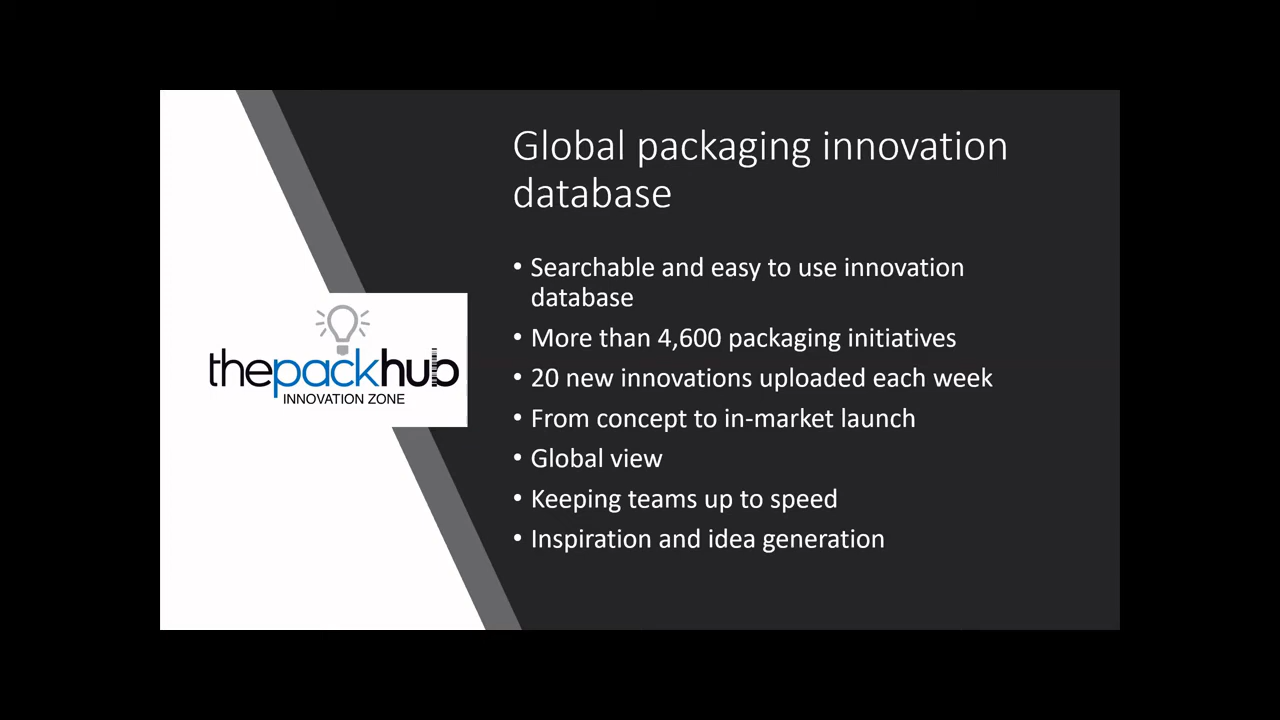 Global packaging innovation
database
• Searchable and easy to use innovation
database
• More than 4,600 packaging initiatives
• 20 new innovations uploaded each week
• From concept to in-market launch
• Global view
• Keeping teams up to speed
• Inspiration and idea generation
thepackhub
INNOVATION ZONE